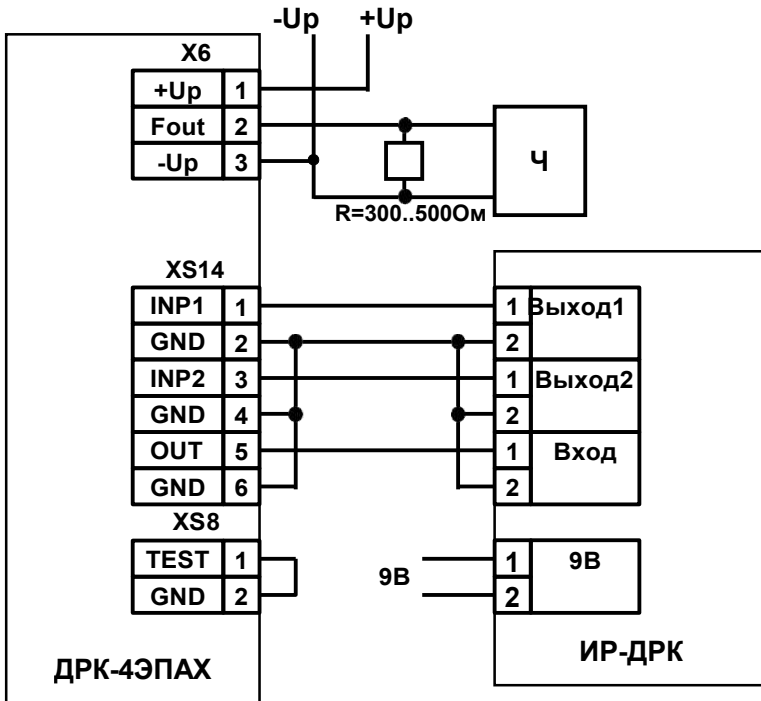 -Up +Up
X6
+Up 1
Fout 2
-Up 3
Ч
R=300..500Ом
XS14
INP1 1
GND 2
INP2 3
GND 4
OUT 5
GND 6
1 Выход1
2
1 Выход2
2
1 Вход
2
XS8
TEST 1
GND 2
9В
1 9В
2
ДРК-4ЭПАХ
ИР-ДРК